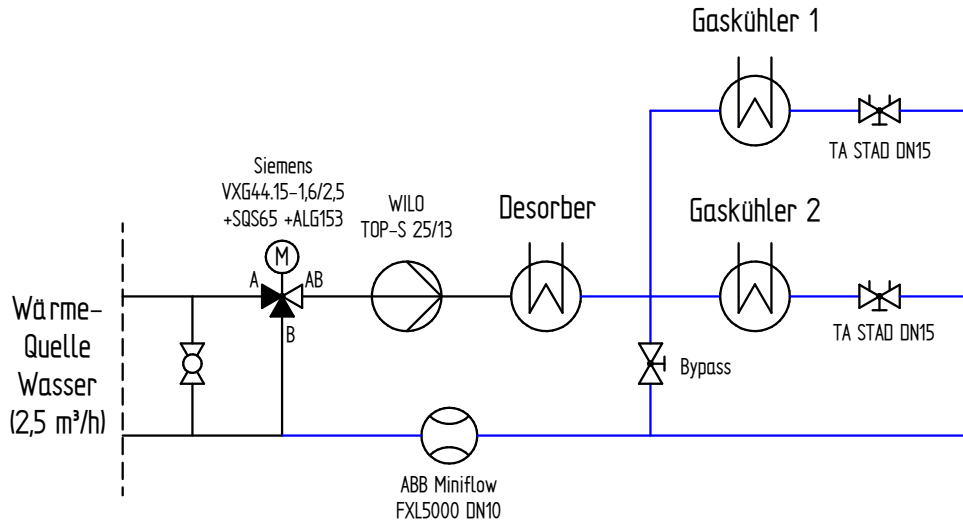 Gaskühler 1
TA STAD DN15
Siemens
VXG44.15-1,6/2,5
+SQS65 +ALG153
WILO
TOP-S 25/13
Desorber
Gaskühler 2
M
A
AB
B
TA STAD DN15
Wärme-
Quelle
Wasser
(2,5 m³/h)
Bypass
ABB Miniflow
FXL5000 DN10